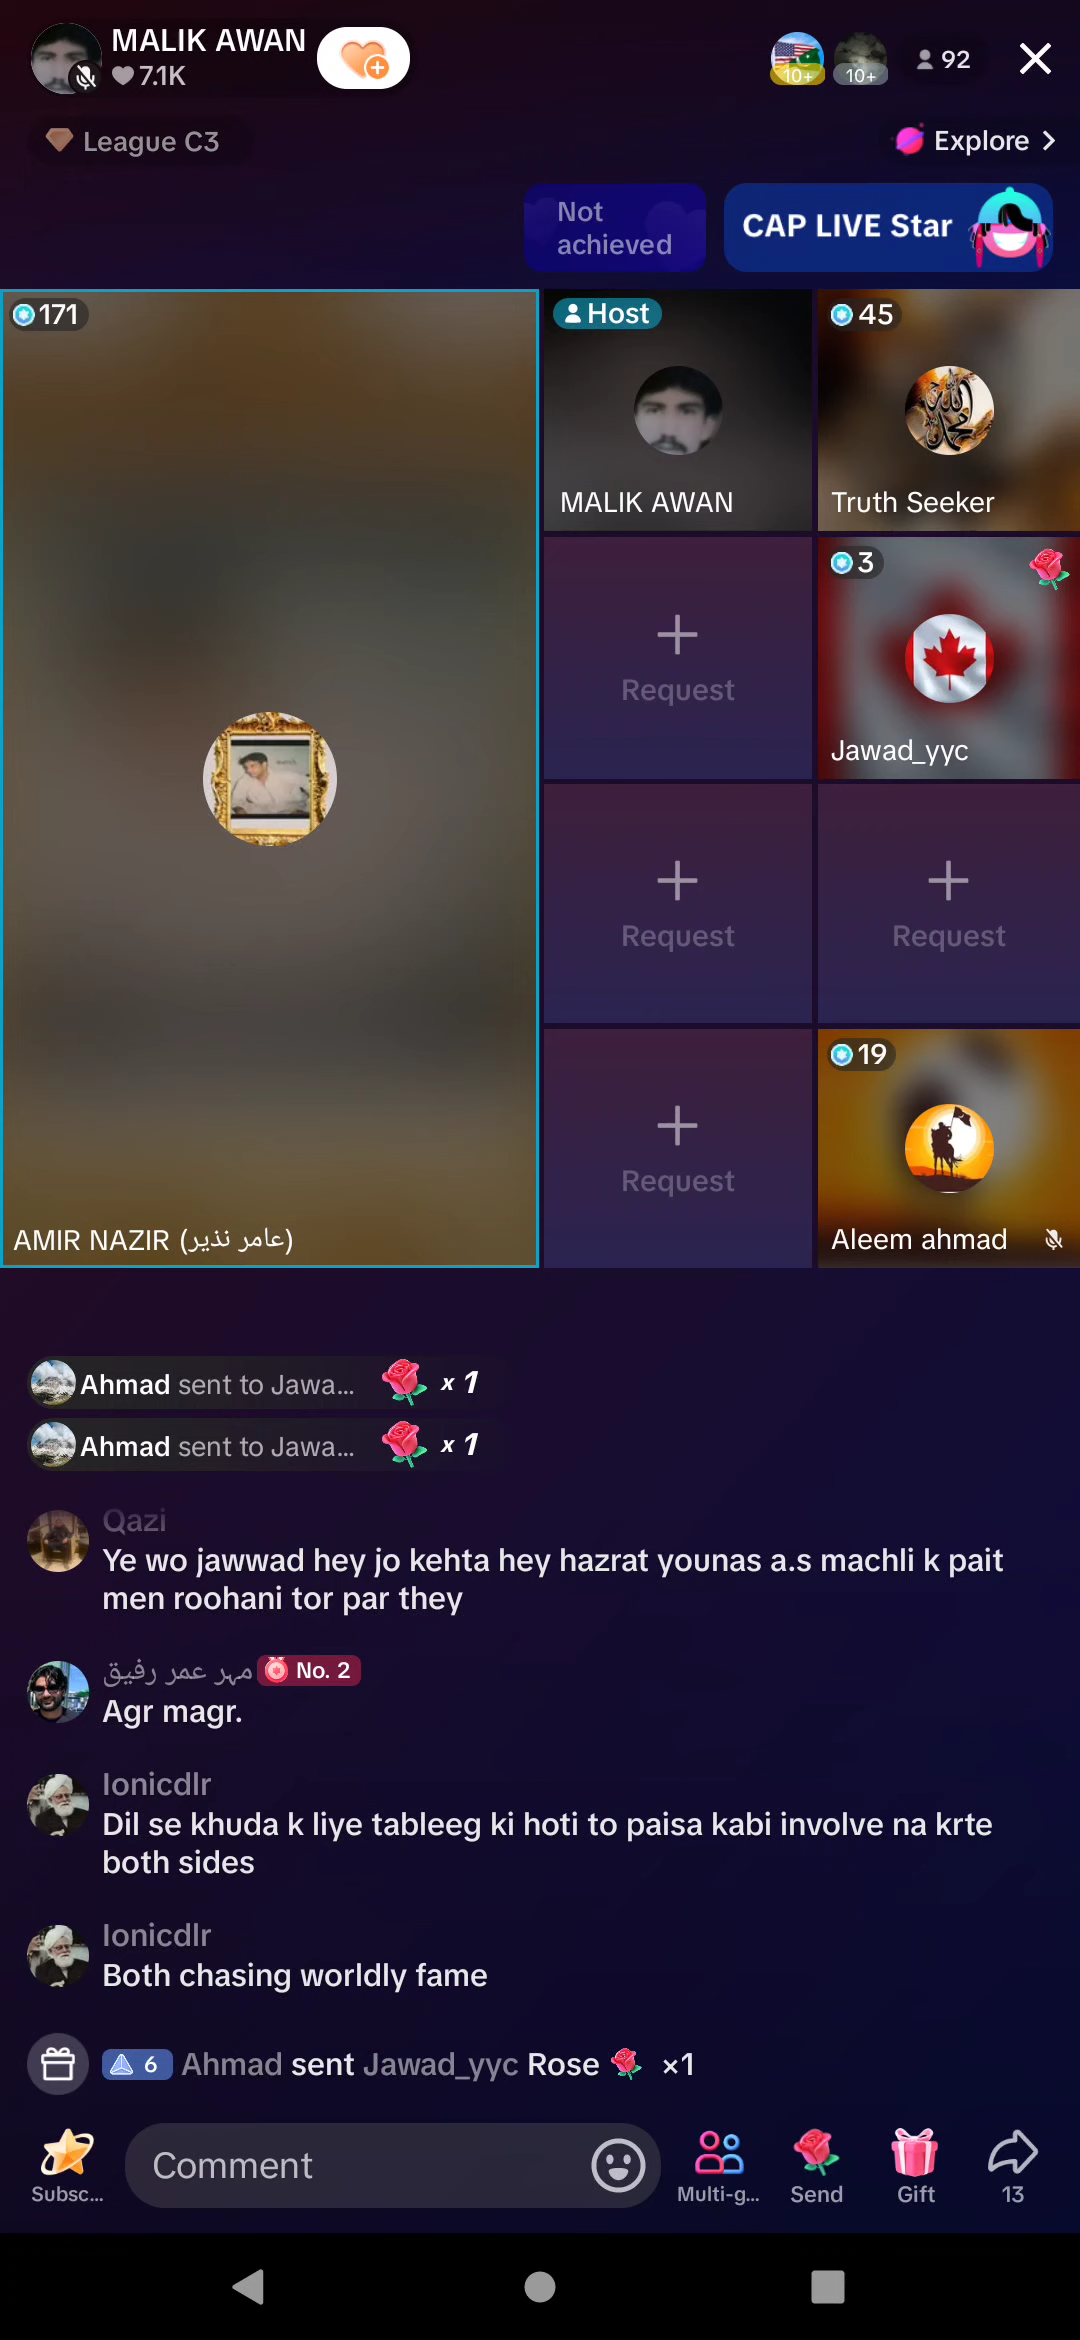 MALIK AWAN
7.1K
10+
10+
92
League C3
Explore
Not
achieved
CAP LIVE Star
171
Host
45
MALIK AWAN
Truth Seeker
Request
3
Jawad_yyc
Request
Request
Request
19
AMIR NAZIR (عامر نذیر)
Aleem ahmad
Ahmad sent to Jawa... x 1
Ahmad sent to Jawa... x 1
Qazi
Ye wo jawwad hey jo kehta hey hazrat younas a.s machli k pait
men roohani tor par they
مہر عمر رفیق No. 2
Agr magr.
Ionicdlr
Dil se khuda k liye tableeg ki hoti to paisa kabi involve na krte
both sides
Ionicdlr
Both chasing worldly fame
6 Ahmad sent Jawad_yyc Rose ×1
Comment
Subsc...
Multi-g...
Send
Gift
13